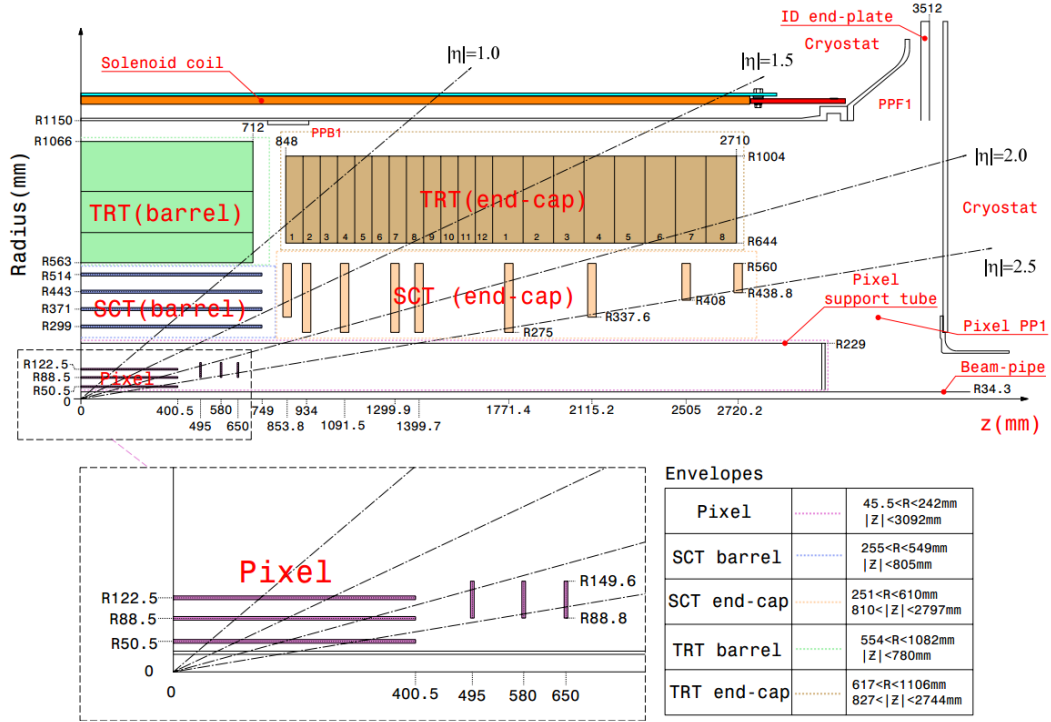 3512
ID end-plate
Cryostat
|η|=1.0
|η|=1.5
Solenoid coil
PPF1
R1150
712
PPB1
848
2710
R1066
R1004
|η|=2.0
Radius(mm)
TRT(barrel)
TRT(end-cap)
Cryostat
1 2 3 4 5 6 7 8 9 10 11 12 1 2 3 4 5 6 7 8
R644
R563
R514
R560
|η|=2.5
R443
SCT(barrel)
SCT (end-cap)
R438.8
R408
Pixel
support tube
R371
R337.6
R299
R275
Pixel PP1
R229
R122.5
R88.5
Pixel
Beam-pipe
R50.5
R34.3
0
0
400.5
580
749
934
1299.9
1771.4
2115.2
2505
2720.2
495
650
853.8
1091.5
1399.7
z(mm)
Pixel
R149.6
R122.5
R88.5
R88.8
R50.5
0
0
400.5
495
580
650
Envelopes
Pixel
45.5<R<242mm
|Z|<3092mm
SCT barrel
255<R<549mm
|Z|<805mm
SCT end-cap
251<R<610mm
810<|Z|<2797mm
TRT barrel
554<R<1082mm
|Z|<780mm
TRT end-cap
617<R<1106mm
827<|Z|<2744mm